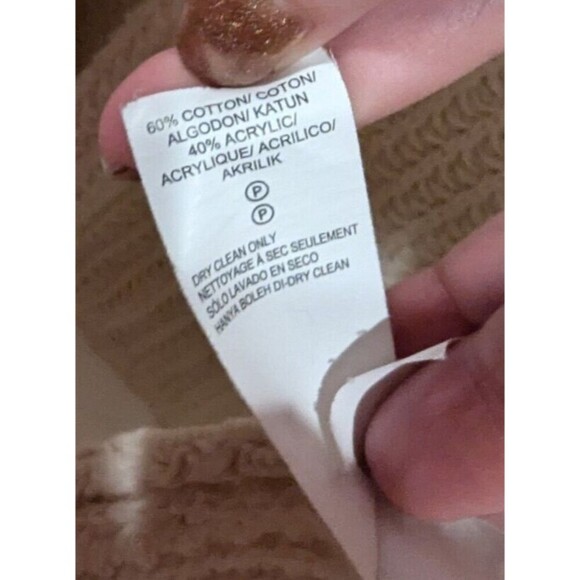 60% COTTON/ COTON/
ALGODON/ KATUN
40% ACRYLIC/
ACRYLIQUE/ ACRILICO/
AKRILIK
P
P
DRY CLEAN ONLY
NETTOYAGE À SEC SEULEMENT
SÓLO LAVADO EN SECO
HANYA BOLEH DI-DRY CLEAN